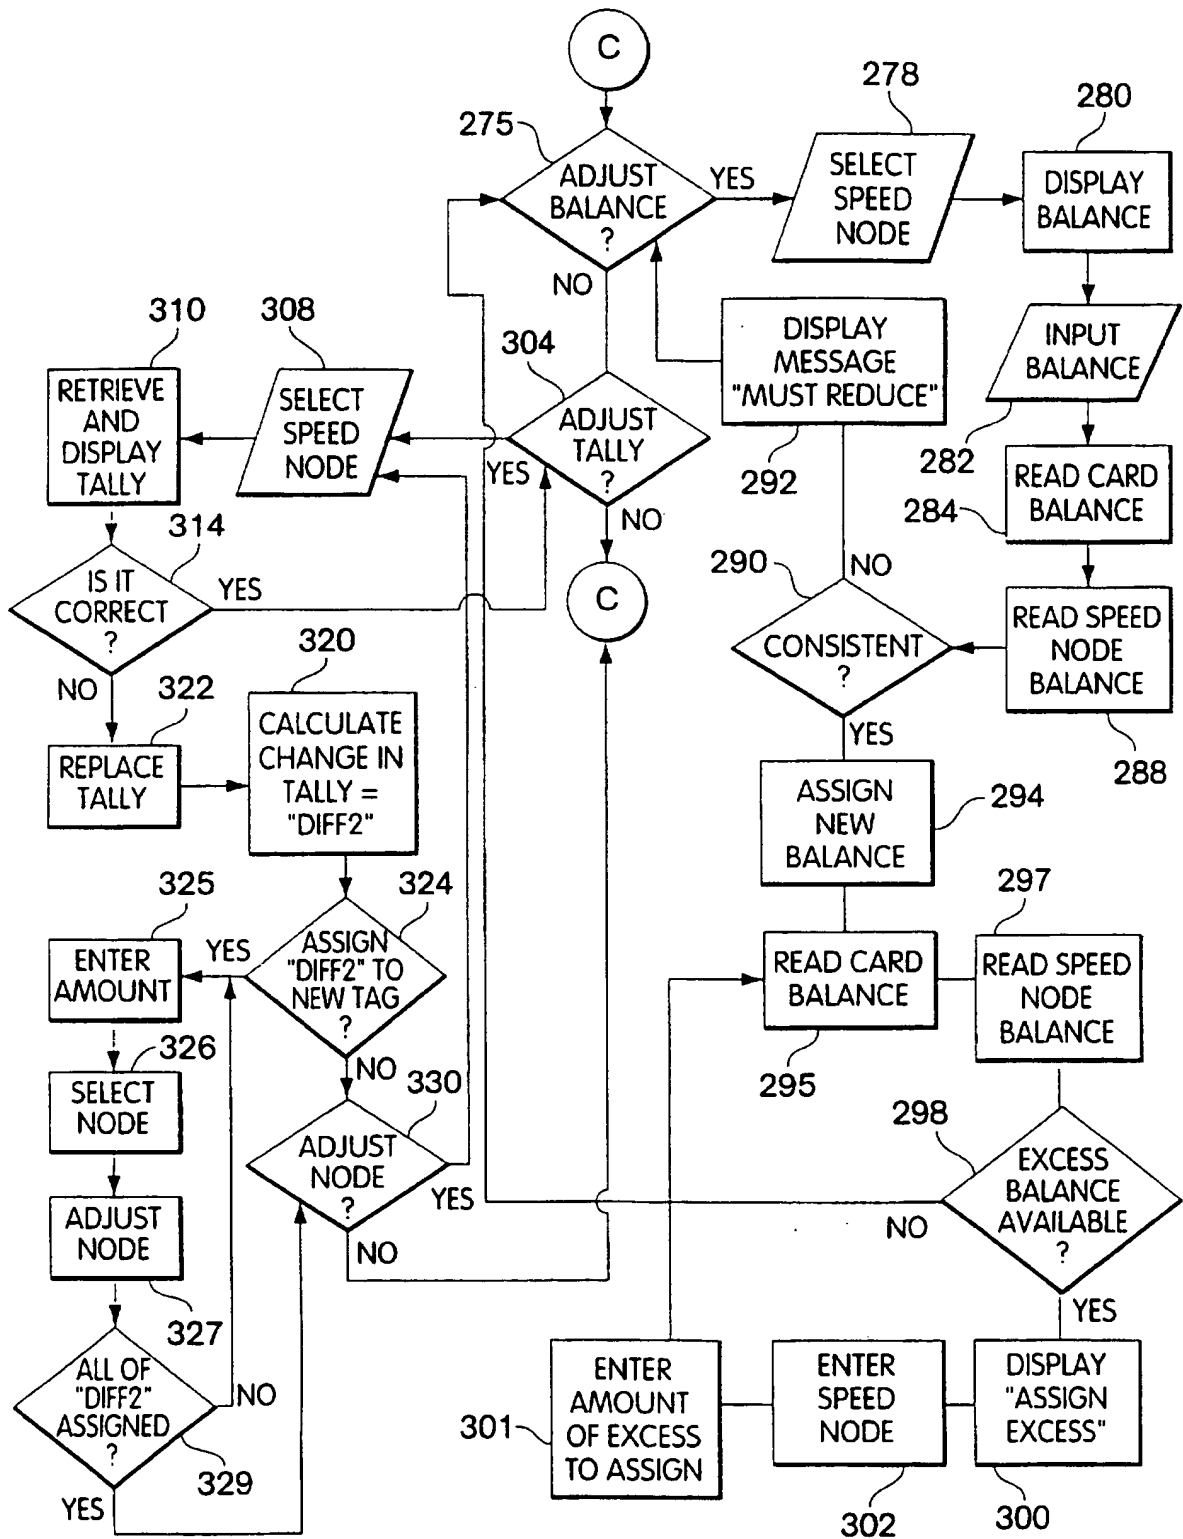 C
275
ADJUST
BALANCE
?
YES
NO
278
SELECT
SPEED
NODE
280
DISPLAY
BALANCE
INPUT
BALANCE
282
READ CARD
BALANCE
284
READ SPEED
NODE
BALANCE
288
DISPLAY
MESSAGE
"MUST REDUCE"
292
290
NO
CONSISTENT
?
YES
ASSIGN
NEW
BALANCE
294
READ CARD
BALANCE
295
297
READ SPEED
NODE
BALANCE
298
EXCESS
BALANCE
AVAILABLE
?
NO
YES
DISPLAY
"ASSIGN
EXCESS"
300
ENTER
SPEED
NODE
302
ENTER
AMOUNT
OF EXCESS
TO ASSIGN
301
304
ADJUST
TALLY
?
YES
NO
C
308
SELECT
SPEED
NODE
310
RETRIEVE
AND
DISPLAY
TALLY
314
IS IT
CORRECT
?
YES
NO
322
REPLACE
TALLY
320
CALCULATE
CHANGE IN
TALLY =
"DIFF2"
324
ASSIGN
"DIFF2" TO
NEW TAG
?
YES
NO
325
ENTER
AMOUNT
326
SELECT
NODE
ADJUST
NODE
327
ALL OF
"DIFF2"
ASSIGNED
?
NO
YES
329
330
ADJUST
NODE
?
YES
NO